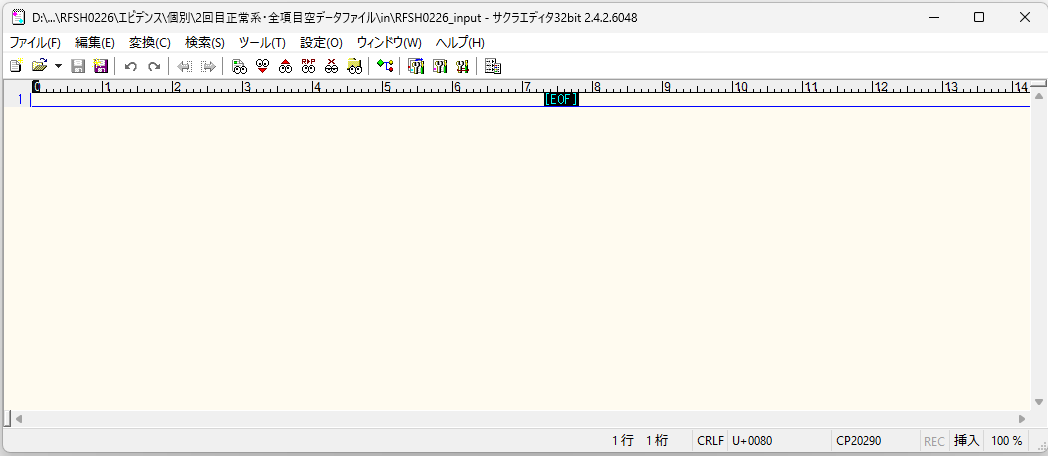 D:\...\RFSH0226\エビデンス\個別\2回目正常系・全項目空データファイル\in\RFSH0226_input - サクラエディタ32bit 2.4.2.6048
ファイル(F) 編集(E) 変換(C) 検索(S) ツール(T) 設定(O) ウィンドウ(W) ヘルプ(H)
0 1 2 3 4 5 6 7 8 9 10 11 12 13 14
1 [EOF]
1 行 1 桁 CRLF U+0080 CP20290 REC 挿入 100 %